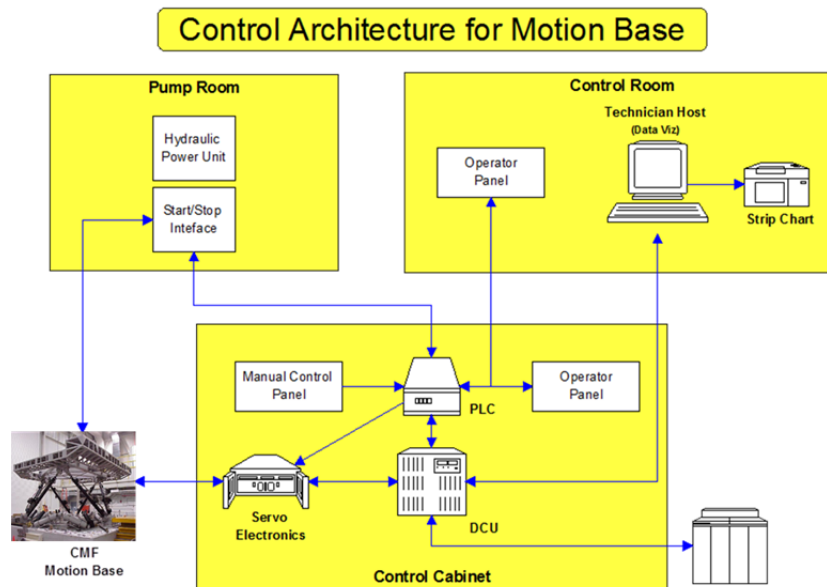 Control Architecture for Motion Base
Pump Room
Hydraulic
Power Unit
Start/Stop
Inteface
Control Room
Technician Host
(Data Viz)
Operator
Panel
Strip Chart
Manual Control
Panel
PLC
Operator
Panel
Servo
Electronics
DCU
CMF
Motion Base
Control Cabinet